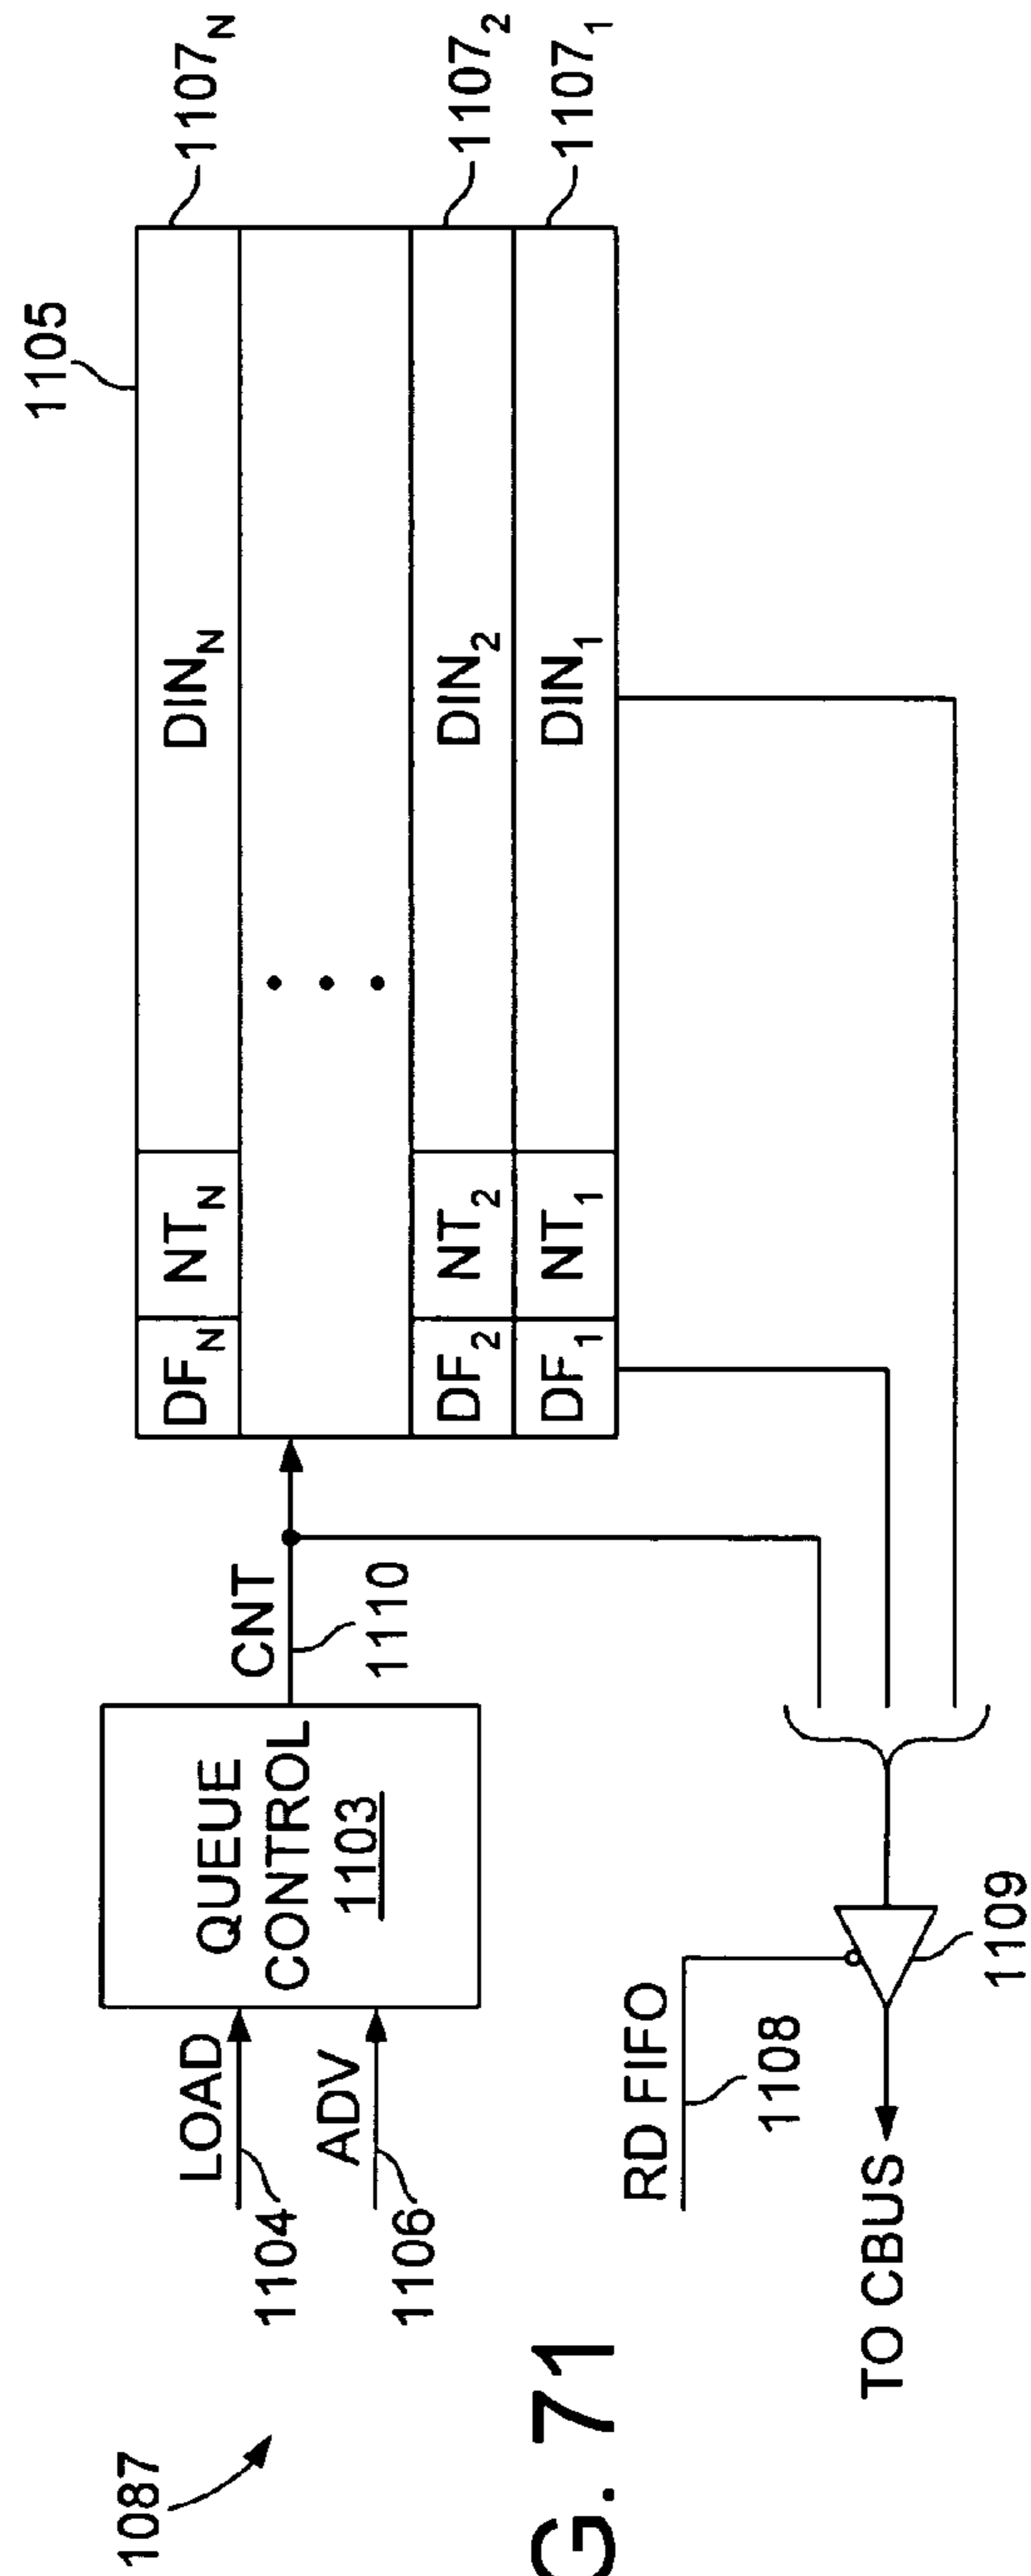 1087
LOAD
1104
ADV
1106
QUEUE
CONTROL
1103
CNT
1110
1105
DF_N NT_N DIN_N
1107_N
• • •
DF_2 NT_2 DIN_2
1107_2
DF_1 NT_1 DIN_1
1107_1
RD FIFO
1108
1109
TO CBUS
G. 71